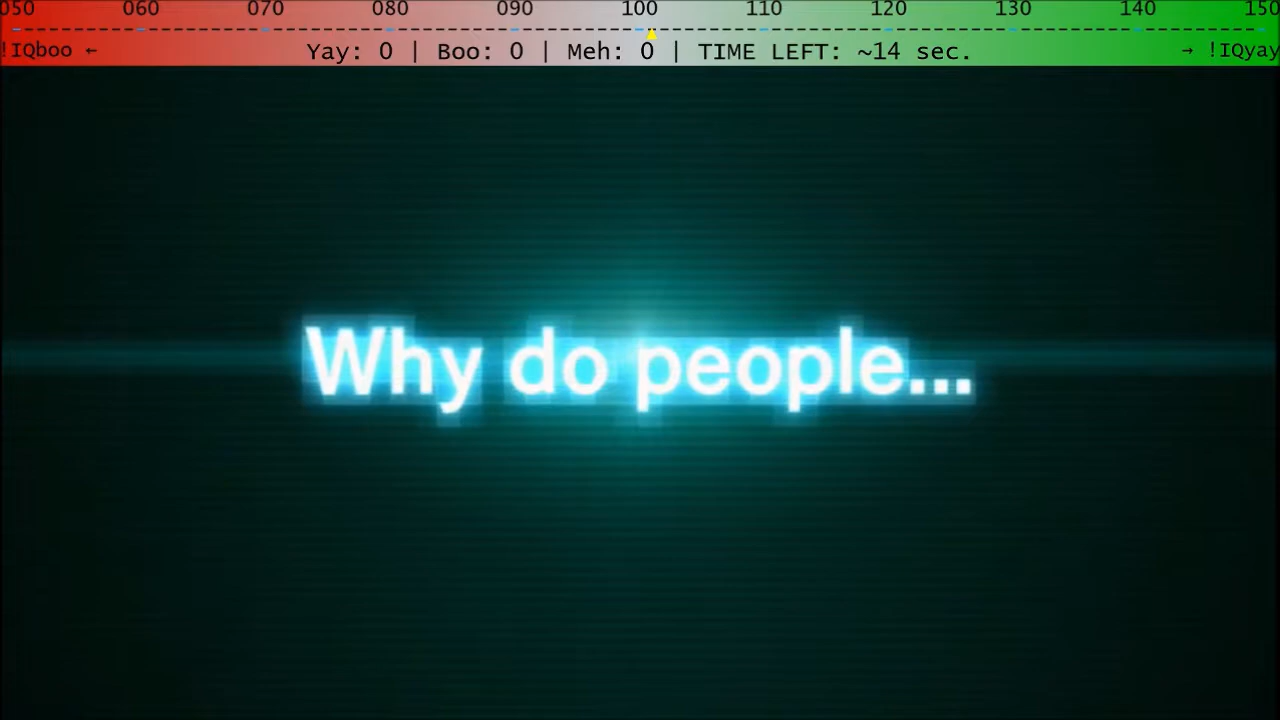 050 060 070 080 090 100 110 120 130 140 150
!IQboo ← Yay: 0 | Boo: 0 | Meh: 0 | TIME LEFT: ~14 sec. → !IQyay
Why do people...